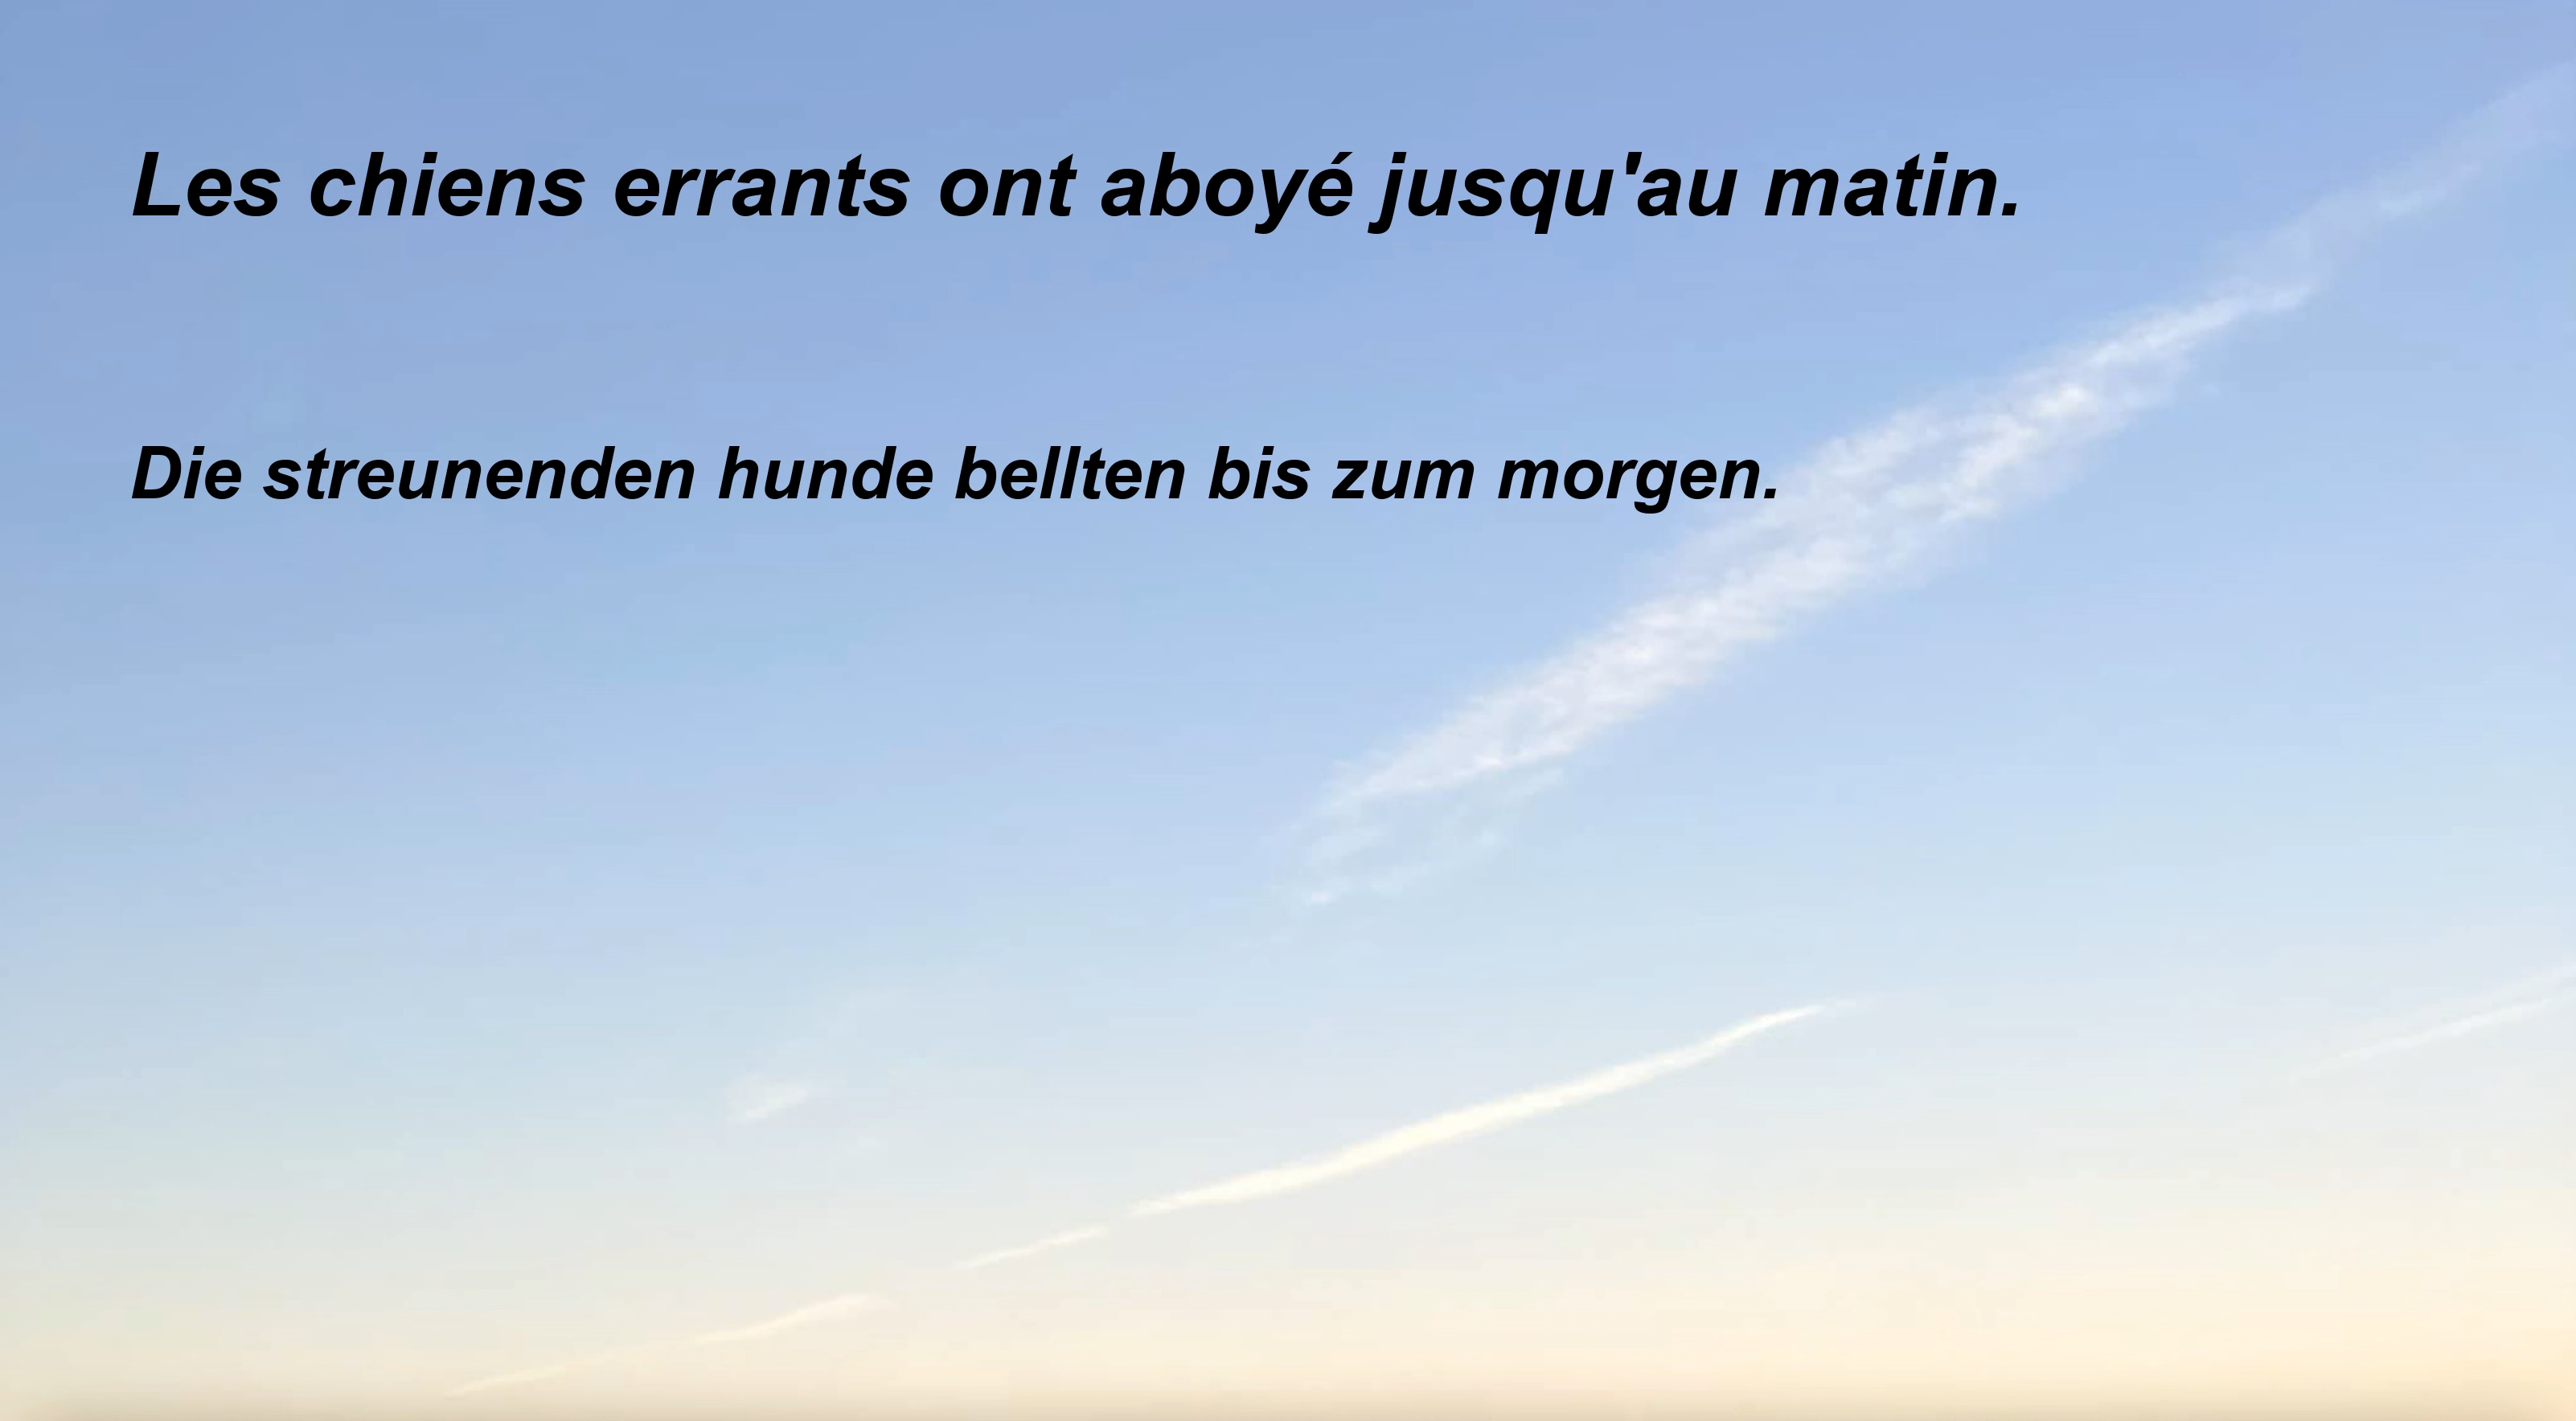 Les chiens errants ont aboyé jusqu'au matin.
Die streunenden hunde bellten bis zum morgen.